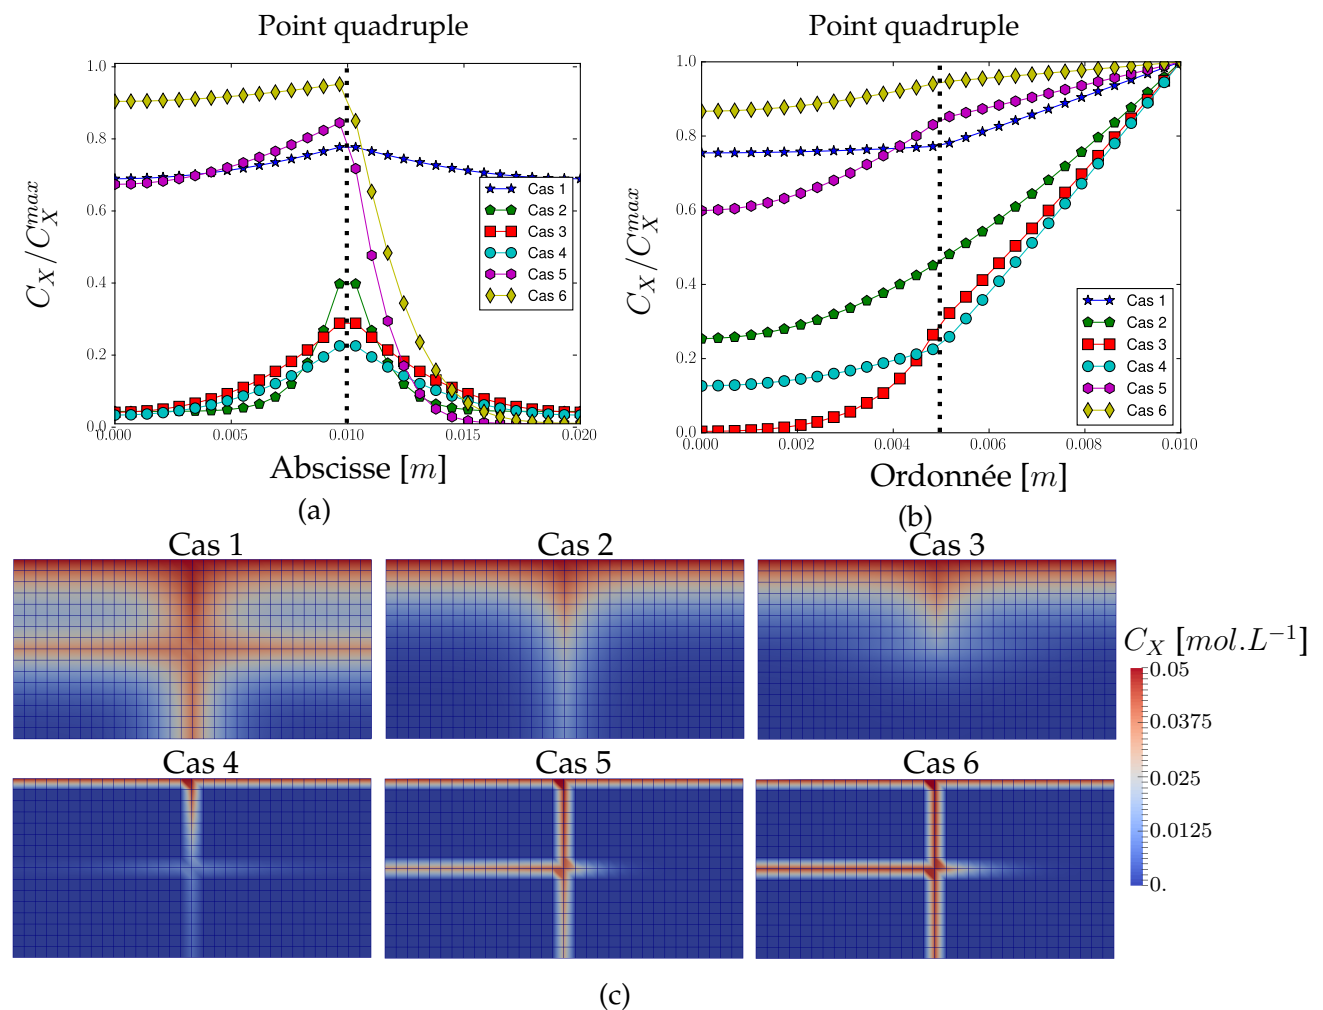 Point quadruple
1.0
0.8
0.6
0.4
0.2
0.0
C_X/C_X^{max}
0.000 0.005 0.010 0.015 0.020
Abscisse [m]
Cas 1
Cas 2
Cas 3
Cas 4
Cas 5
Cas 6
(a)
Point quadruple
1.0
0.8
0.6
0.4
0.2
0.0
C_X/C_X^{max}
0.000 0.002 0.004 0.006 0.008 0.010
Ordonnée [m]
Cas 1
Cas 2
Cas 3
Cas 4
Cas 5
Cas 6
(b)
Cas 1 Cas 2 Cas 3
Cas 4 Cas 5 Cas 6
C_X [mol.L^{-1}]
0.05
0.0375
0.025
0.0125
0.
(c)